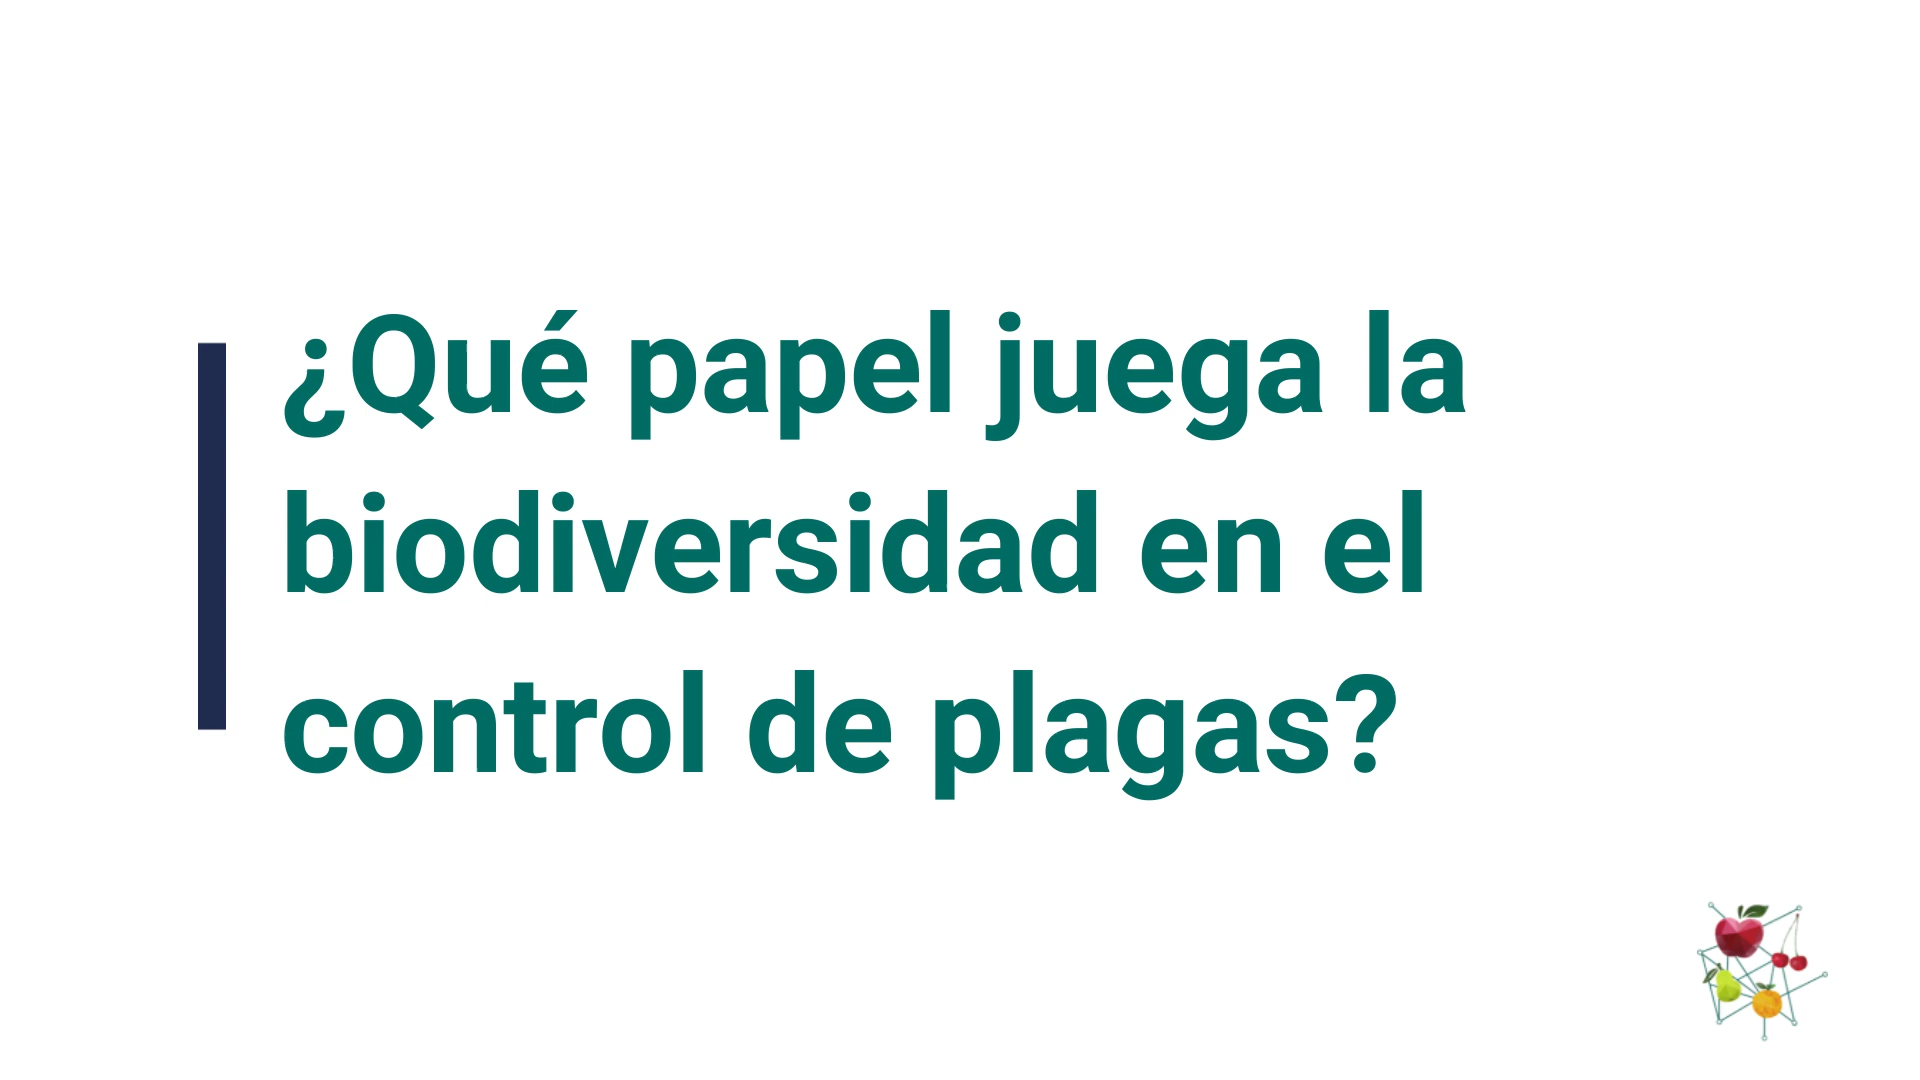 ¿Qué papel juega la
biodiversidad en el
control de plagas?